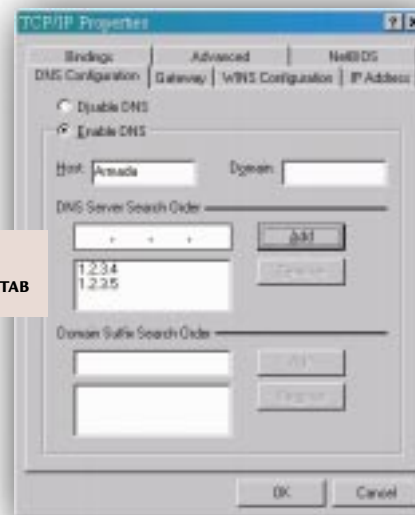 TCP/IP Properties
Bindings Advanced NetBIOS
DNS Configuration Gateway WINS Configuration IP Address
Disable DNS
Enable DNS
Host: Armada Domain:
DNS Server Search Order
Add
1.2.3.4
1.2.3.5
Remove
TAB
Domain Suffix Search Order
Add
Remove
OK Cancel